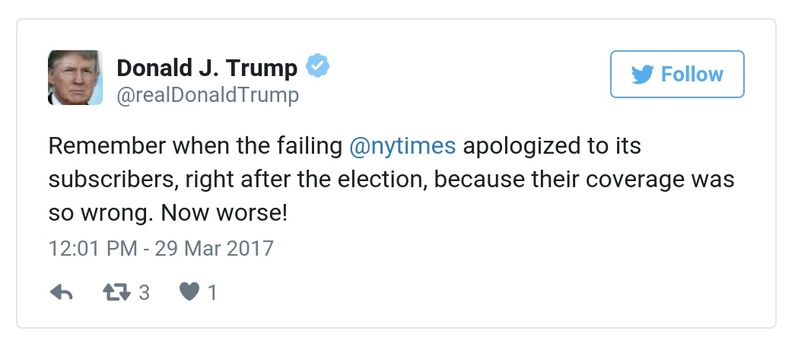 Donald J. Trump
@realDonaldTrump
Follow
Remember when the failing @nytimes apologized to its
subscribers, right after the election, because their coverage was
so wrong. Now worse!
12:01 PM - 29 Mar 2017
3 1